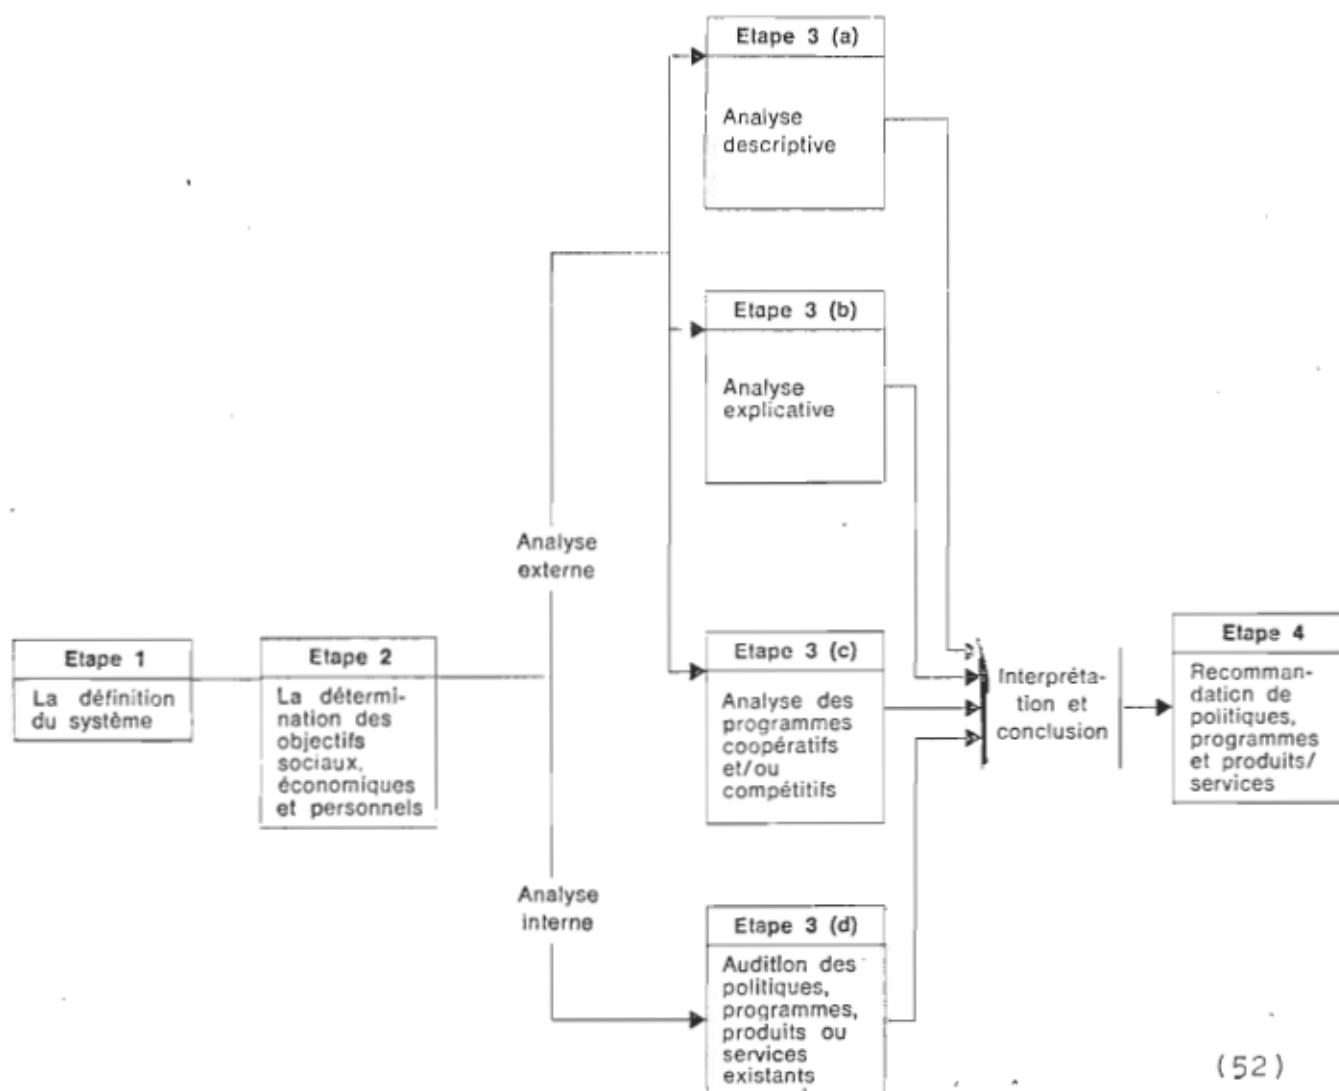 Etape 3 (a)
Analyse
descriptive
Etape 3 (b)
Analyse
explicative
Analyse
externe
Etape 1
La définition
du système
Etape 2
La détermi-
nation des
objectifs
sociaux,
économiques
et personnels
Etape 3 (c)
Analyse des
programmes
coopératifs
et/ou
compétitifs
Interpréta-
tion et
conclusion
Etape 4
Recomman-
dation de
politiques,
programmes
et produits/
services
Analyse
interne
Etape 3 (d)
Audition des
politiques,
programmes,
produits ou
services
existants
(52)